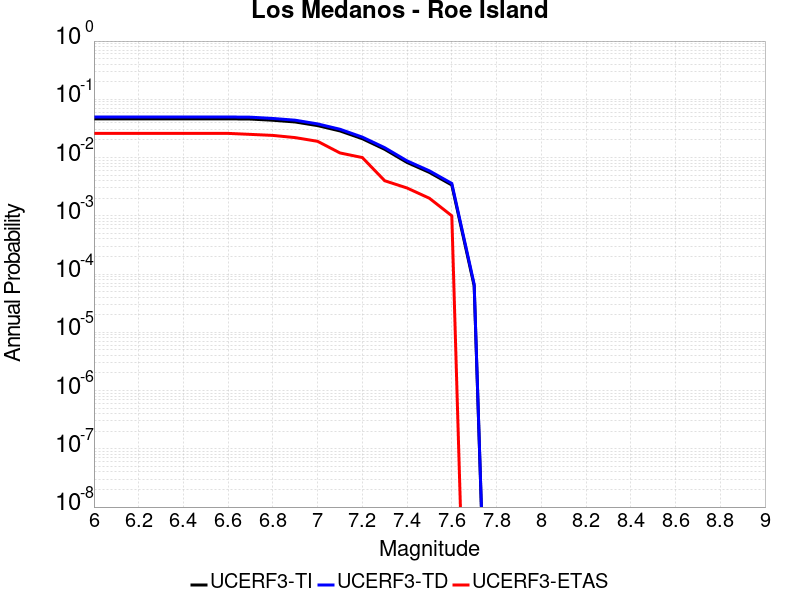 Los Medanos - Roe Island
10^0
10^-1
10^-2
10^-3
10^-4
10^-5
10^-6
10^-7
10^-8
Annual Probability
6 6.2 6.4 6.6 6.8 7 7.2 7.4 7.6 7.8 8 8.2 8.4 8.6 8.8 9
Magnitude
UCERF3-TI UCERF3-TD UCERF3-ETAS